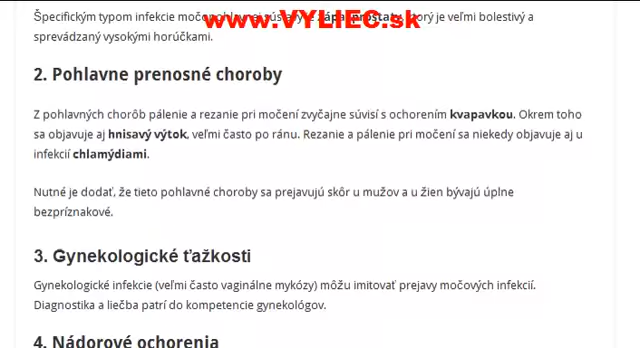 www.VYLIEC.sk
Špecifickým typom infekcie je veľmi bolestivý a
sprevádzaný vysokými horúčkami.
2. Pohlavne prenosné choroby
Z pohlavných chorôb pálenie a rezanie pri močení zvyčajne súvisí s ochorením kvapavkou. Okrem toho
sa objavuje aj hnisavý výtok, veľmi často po ránu. Rezanie a pálenie pri močení sa niekedy objavuje aj u
infekcií chlamýdiami.
Nutné je dodať, že tieto pohlavné choroby sa prejavujú skôr u mužov a u žien bývajú úplne
bezpríznakové.
3. Gynekologické ťažkosti
Gynekologické infekcie (veľmi často vaginálne mykózy) môžu imitovať prejavy močových infekcií.
Diagnostika a liečba patrí do kompetencie gynekológov.
4. Nádorové ochorenia